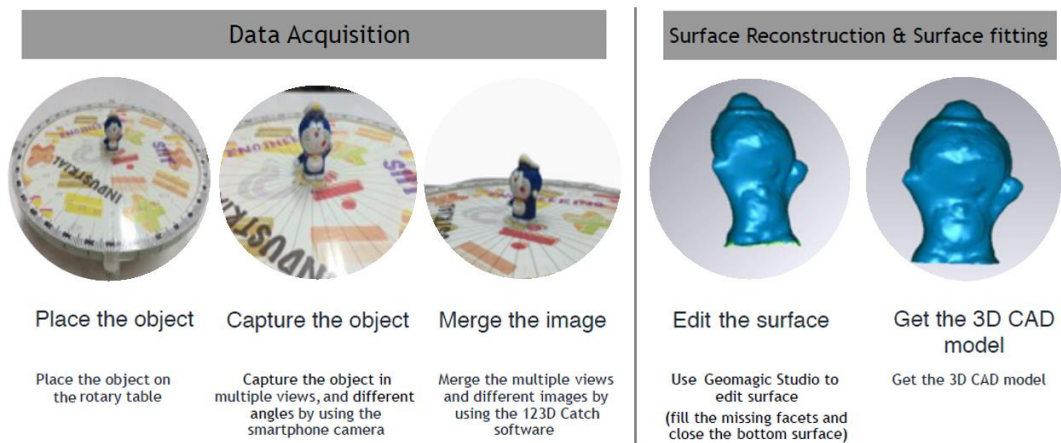 Data Acquisition
Surface Reconstruction & Surface fitting
INDUSTRIAL
INDUSTRIAL
Place the object
Capture the object
Merge the image
Edit the surface
Get the 3D CAD
model
Place the object on
the rotary table
Capture the object in
multiple views, and different
angles by using the
smartphone camera
Merge the multiple views
and different images by
using the 123D Catch
software
Use Geomagic Studio to
edit surface
(fill the missing facets and
close the bottom surface)
Get the 3D CAD model